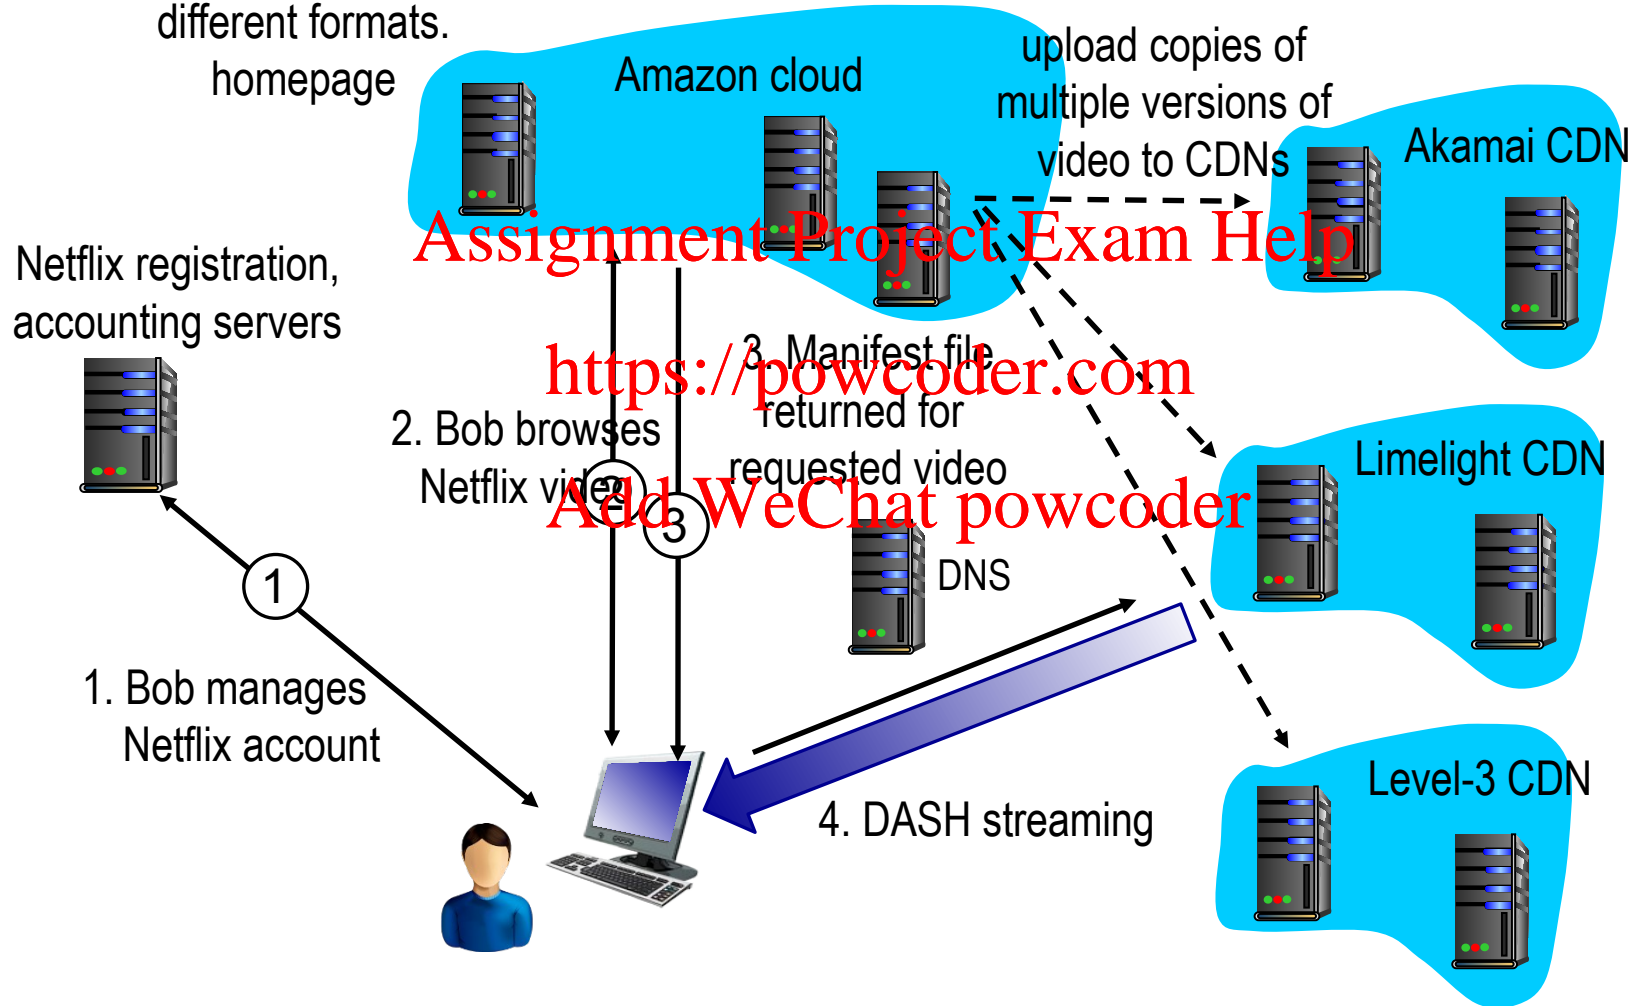 different formats.
homepage
Amazon cloud
upload copies of
multiple versions of
video to CDNs
Akamai CDN
Assignment Project Exam Help
Netflix registration,
accounting servers
3. Manifest file
returned for
requested video
https://powcoder.com
2. Bob browses
Netflix video
2
3
Add WeChat powcoder
Limelight CDN
DNS
1
1. Bob manages
Netflix account
4. DASH streaming
Level-3 CDN